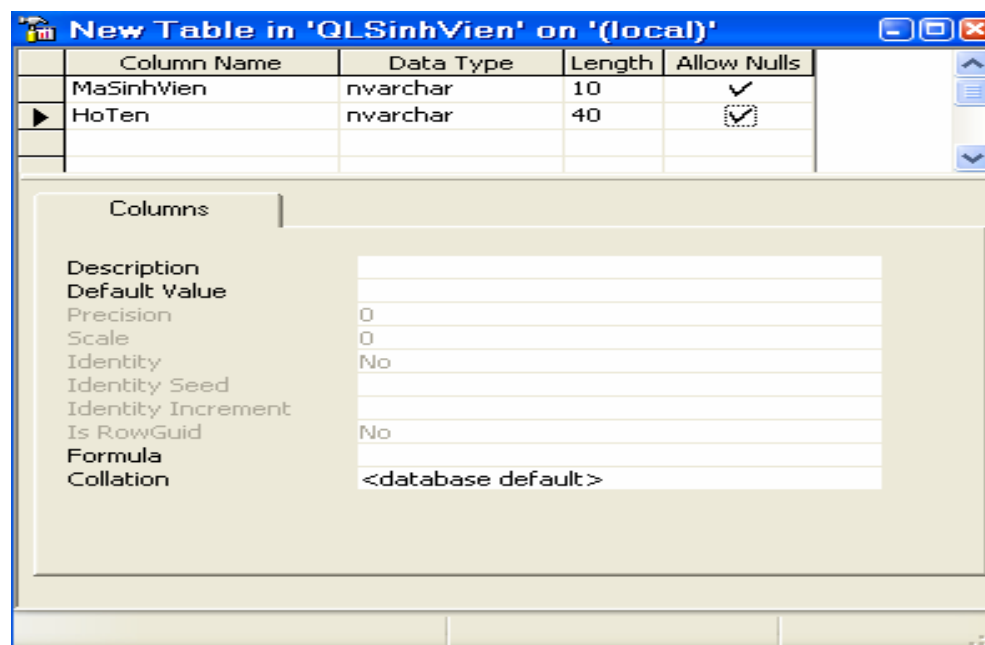 New Table in 'QLSinhVien' on '(local)'
Column Name Data Type Length Allow Nulls
MaSinhVien nvarchar 10
HoTen nvarchar 40
Columns
Description
Default Value
Precision 0
Scale 0
Identity No
Identity Seed
Identity Increment
Is RowGuid No
Formula
Collation <database default>